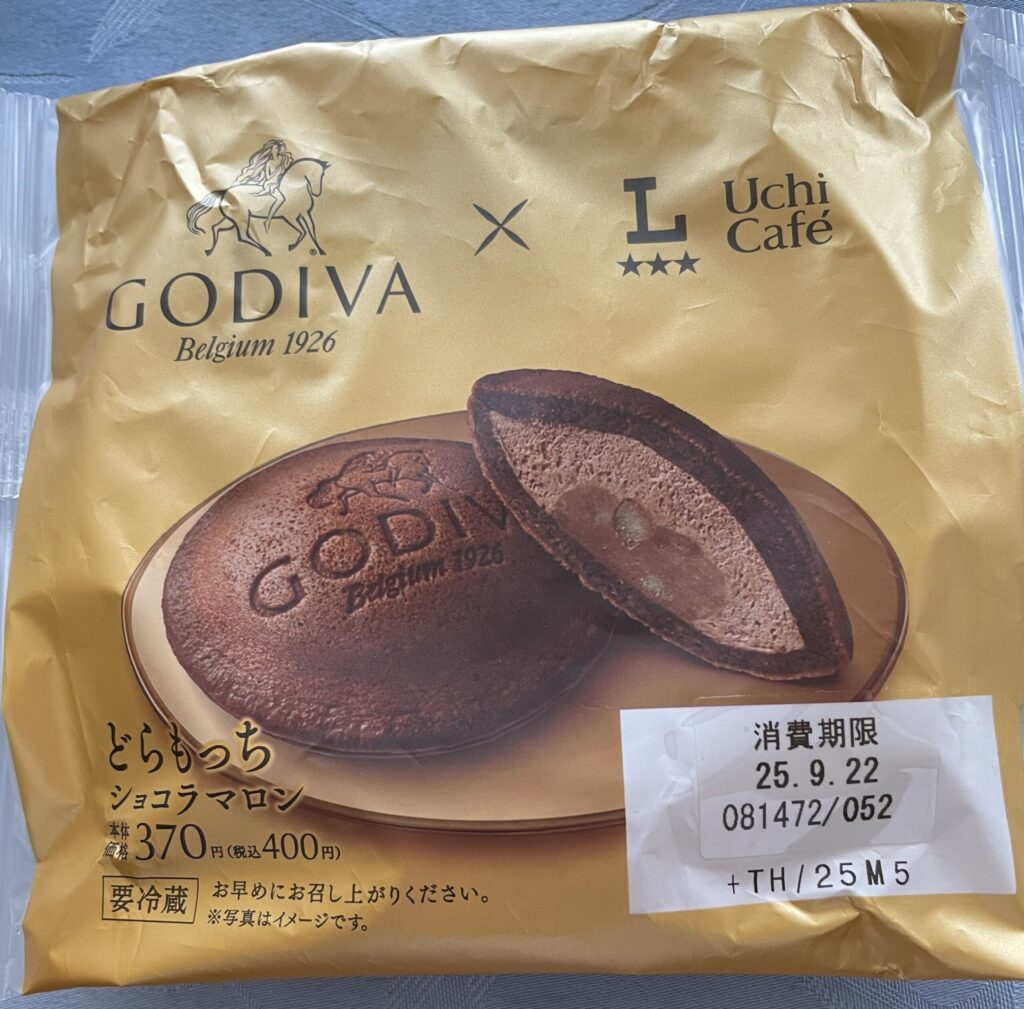 GODIVA
Belgium 1926
×
L
★★★
Uchi
Café
GODIV
Belgium 1926
どらもっち
ショコラマロン
本体
価格 370円(税込400円)
要冷蔵
お早めにお召し上がりください。
※写真はイメージです。
消費期限
25.9.22
081472/052
+TH/25M5